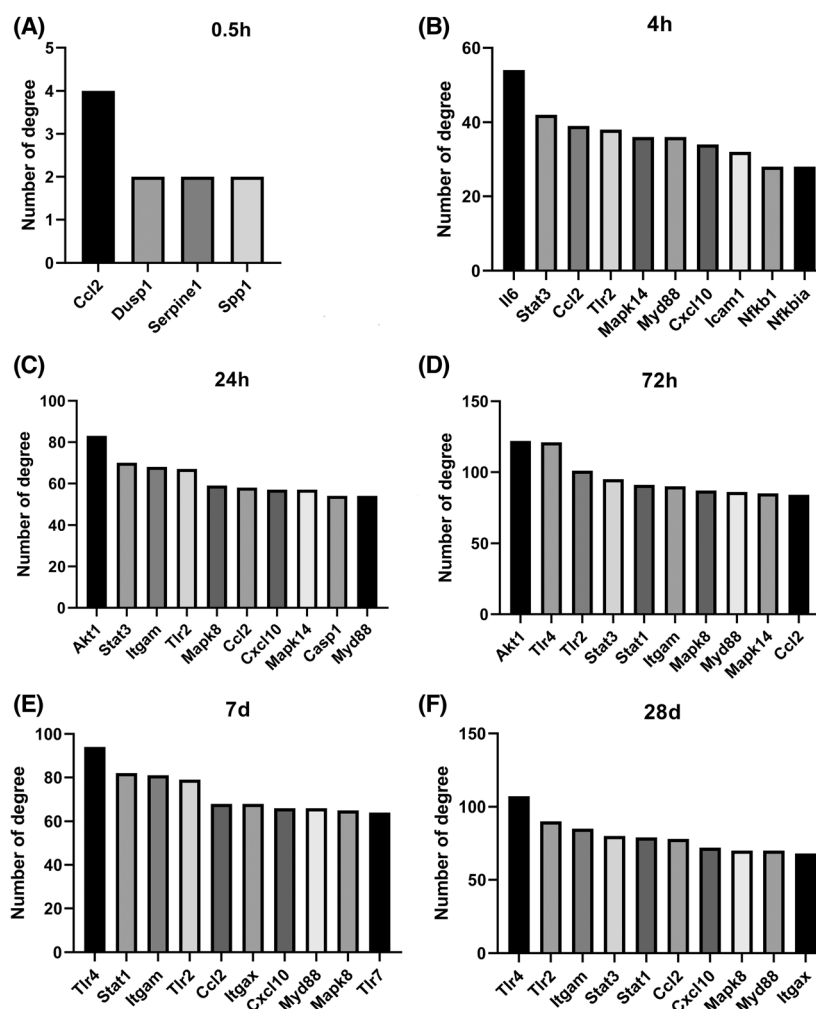 (A)
0.5h
Number of degree
5
4
3
2
1
0
Ccl2
Dusp1
Serpine1
Spp1
(B)
4h
Number of degree
60
40
20
0
Il6
Stat3
Ccl2
Tlr2
Mapk14
Myd88
Cxcl10
Icam1
Nfkb1
Nfkbia
(C)
24h
Number of degree
100
80
60
40
20
0
Akt1
Stat3
Itgam
Tlr2
Mapk8
Ccl2
Cxcl10
Mapk14
Casp1
Myd88
(D)
72h
Number of degree
150
100
50
0
Akt1
Tlr4
Tlr2
Stat3
Stat1
Itgam
Mapk8
Myd88
Mapk14
Ccl2
(E)
7d
Number of degree
100
80
60
40
20
0
Tlr4
Stat1
Itgam
Tlr2
Ccl2
Itgax
Cxcl10
Myd88
Mapk8
Tlr7
(F)
28d
Number of degree
150
100
50
0
Tlr4
Tlr2
Itgam
Stat3
Stat1
Ccl2
Cxcl10
Mapk8
Myd88
Itgax